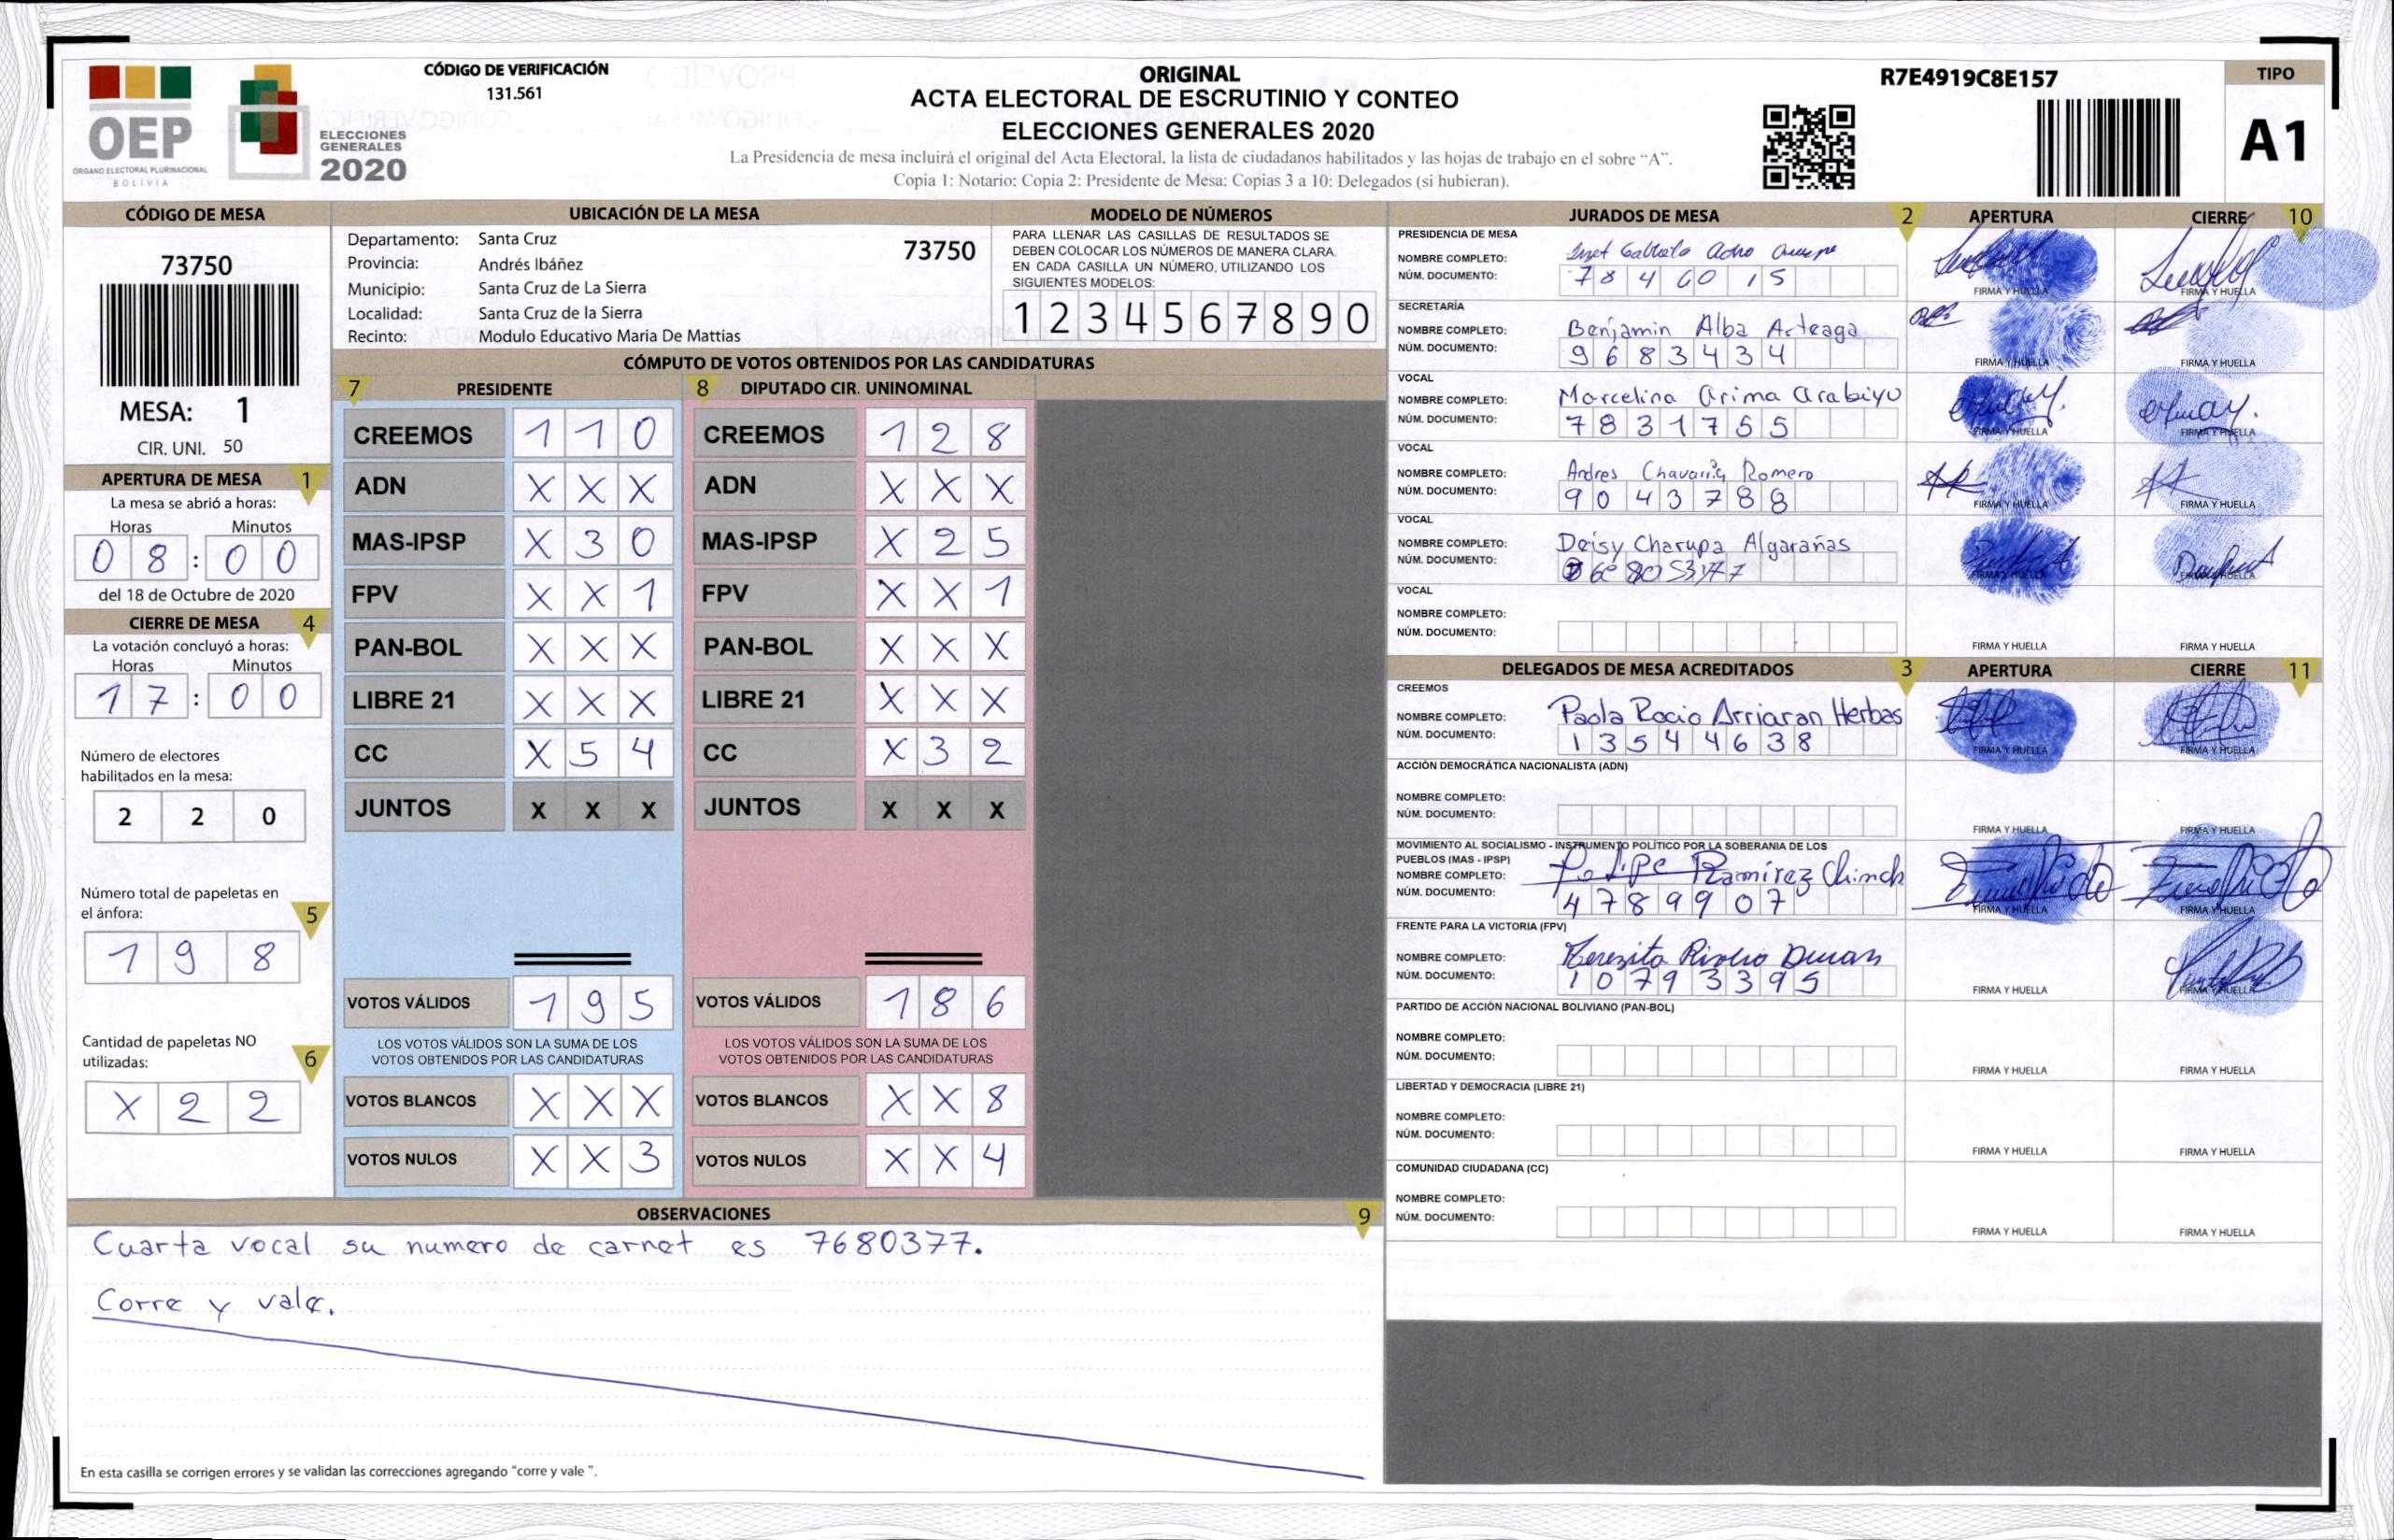 CÓDIGO DE VERIFICACIÓN
131.561
OEP
ÓRGANO ELECTORAL PLURINACIONAL
BOLIVIA
ELECCIONES
GENERALES
2020
ORIGINAL
ACTA ELECTORAL DE ESCRUTINIO Y CONTEO
ELECCIONES GENERALES 2020
La Presidencia de mesa incluirá el original del Acta Electoral, la lista de ciudadanos habilitados y las hojas de trabajo en el sobre “A”.
Copia 1: Notario; Copia 2: Presidente de Mesa; Copias 3 a 10: Delegados (si hubieran).
R7E4919C8E157
TIPO
A1
CÓDIGO DE MESA
73750
MESA: 1
CIR. UNI. 50
APERTURA DE MESA 1
La mesa se abrió a horas:
Horas Minutos
0 8 : 0 0
del 18 de Octubre de 2020
CIERRE DE MESA 4
La votación concluyó a horas:
Horas Minutos
1 7 : 0 0
Número de electores
habilitados en la mesa:
2 2 0
Número total de papeletas en
el ánfora: 5
1 9 8
Cantidad de papeletas NO
utilizadas: 6
X 2 2
UBICACIÓN DE LA MESA
Departamento: Santa Cruz 73750
Provincia: Andrés Ibáñez
Municipio: Santa Cruz de La Sierra
Localidad: Santa Cruz de la Sierra
Recinto: Modulo Educativo María De Mattias
MODELO DE NÚMEROS
PARA LLENAR LAS CASILLAS DE RESULTADOS SE
DEBEN COLOCAR LOS NÚMEROS DE MANERA CLARA.
EN CADA CASILLA UN NÚMERO, UTILIZANDO LOS
SIGUIENTES MODELOS:
1 2 3 4 5 6 7 8 9 0
CÓMPUTO DE VOTOS OBTENIDOS POR LAS CANDIDATURAS
7 PRESIDENTE 8 DIPUTADO CIR. UNINOMINAL
CREEMOS 1 1 0 CREEMOS 1 2 8
ADN X X X ADN X X X
MAS-IPSP X 3 0 MAS-IPSP X 2 5
FPV X X 1 FPV X X 1
PAN-BOL X X X PAN-BOL X X X
LIBRE 21 X X X LIBRE 21 X X X
CC X 5 4 CC X 3 2
JUNTOS X X X JUNTOS X X X
VOTOS VÁLIDOS 1 9 5 VOTOS VÁLIDOS 1 8 6
LOS VOTOS VÁLIDOS SON LA SUMA DE LOS LOS VOTOS VÁLIDOS SON LA SUMA DE LOS
VOTOS OBTENIDOS POR LAS CANDIDATURAS VOTOS OBTENIDOS POR LAS CANDIDATURAS
VOTOS BLANCOS X X X VOTOS BLANCOS X X 8
VOTOS NULOS X X 3 VOTOS NULOS X X 4
OBSERVACIONES 9
Cuarta vocal su numero de carnet es 7680377.
Corre y vale.
En esta casilla se corrigen errores y se validan las correcciones agregando "corre y vale ".
JURADOS DE MESA 2 APERTURA CIERRE 10
PRESIDENCIA DE MESA
NOMBRE COMPLETO:
NÚM. DOCUMENTO: 7 8 4 6 0 1 5
FIRMA Y HUELLA FIRMA Y HUELLA
SECRETARÍA
NOMBRE COMPLETO: Benjamin Alba Arteaga
NÚM. DOCUMENTO: 9 6 8 3 4 3 4
FIRMA Y HUELLA FIRMA Y HUELLA
VOCAL
NOMBRE COMPLETO: Marcelina Arima Arabiyu
NÚM. DOCUMENTO: 7 8 3 1 7 5 5
FIRMA Y HUELLA FIRMA Y HUELLA
VOCAL
NOMBRE COMPLETO: Andres Chavarria Romero
NÚM. DOCUMENTO: 9 0 4 3 7 8 8
FIRMA Y HUELLA FIRMA Y HUELLA
VOCAL
NOMBRE COMPLETO: Deisy Charupa Algarañas
NÚM. DOCUMENTO:
FIRMA Y HUELLA FIRMA Y HUELLA
VOCAL
NOMBRE COMPLETO:
NÚM. DOCUMENTO:
FIRMA Y HUELLA FIRMA Y HUELLA
DELEGADOS DE MESA ACREDITADOS 3 APERTURA CIERRE 11
CREEMOS
NOMBRE COMPLETO: Paola Rocio Arriaran Herbas
NÚM. DOCUMENTO: 1 3 5 4 4 6 3 8
FIRMA Y HUELLA FIRMA Y HUELLA
ACCIÓN DEMOCRÁTICA NACIONALISTA (ADN)
NOMBRE COMPLETO:
NÚM. DOCUMENTO:
FIRMA Y HUELLA FIRMA Y HUELLA
MOVIMIENTO AL SOCIALISMO - INSTRUMENTO POLÍTICO POR LA SOBERANIA DE LOS
PUEBLOS (MAS - IPSP)
NOMBRE COMPLETO: Felipe Ramirez
NÚM. DOCUMENTO: 4 7 8 9 9 0 7
FIRMA Y HUELLA FIRMA Y HUELLA
FRENTE PARA LA VICTORIA (FPV)
NOMBRE COMPLETO: Duran
NÚM. DOCUMENTO: 1 0 7 9 3 3 9 5
FIRMA Y HUELLA FIRMA Y HUELLA
PARTIDO DE ACCIÓN NACIONAL BOLIVIANO (PAN-BOL)
NOMBRE COMPLETO:
NÚM. DOCUMENTO:
FIRMA Y HUELLA FIRMA Y HUELLA
LIBERTAD Y DEMOCRACIA (LIBRE 21)
NOMBRE COMPLETO:
NÚM. DOCUMENTO:
FIRMA Y HUELLA FIRMA Y HUELLA
COMUNIDAD CIUDADANA (CC)
NOMBRE COMPLETO:
NÚM. DOCUMENTO:
FIRMA Y HUELLA FIRMA Y HUELLA